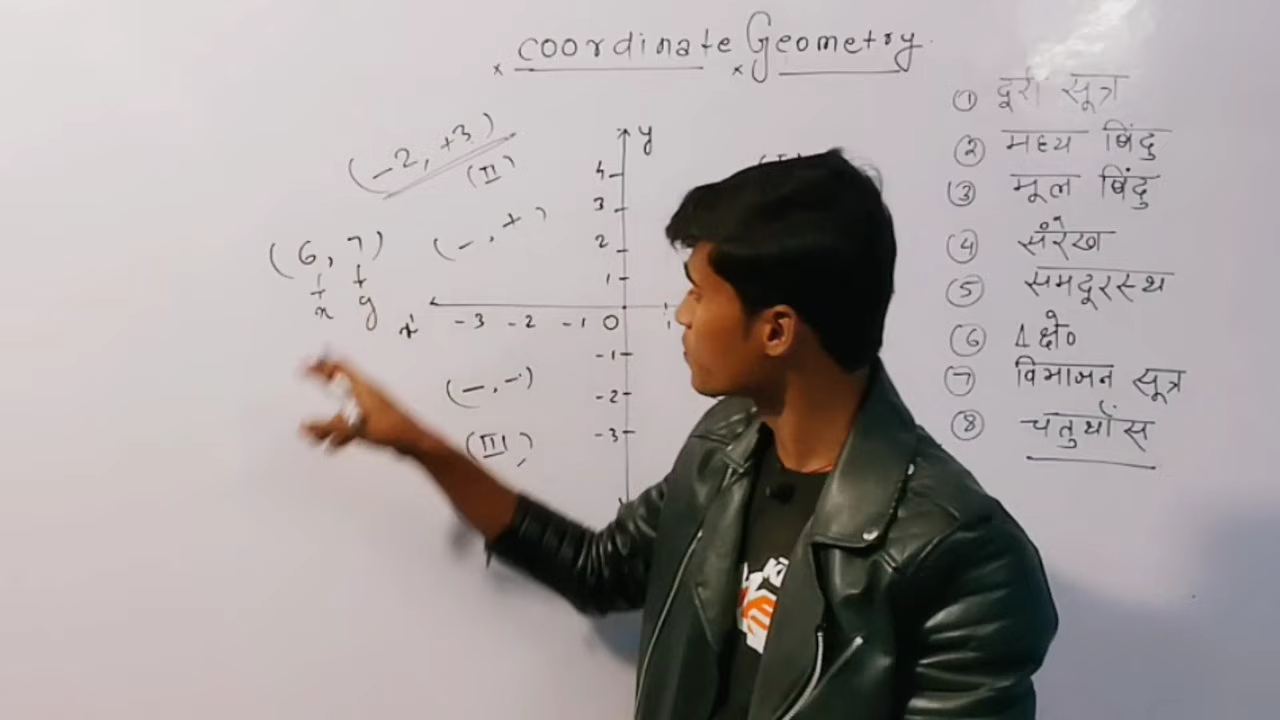 coordinate Geometry
(-2, +3)
(II)
(-, +)
(6, 7)
x y
y
4
3
2
1
x' -3 -2 -1 0 1
-1
-2
-3
(-, -)
(III)
① दूरी सूत्र
② मध्य बिंदु
③ मूल बिंदु
④ संरेख
⑤ समदूरस्थ
⑥ Δ क्षे०
⑦ विभाजन सूत्र
⑧ चतुर्थांस